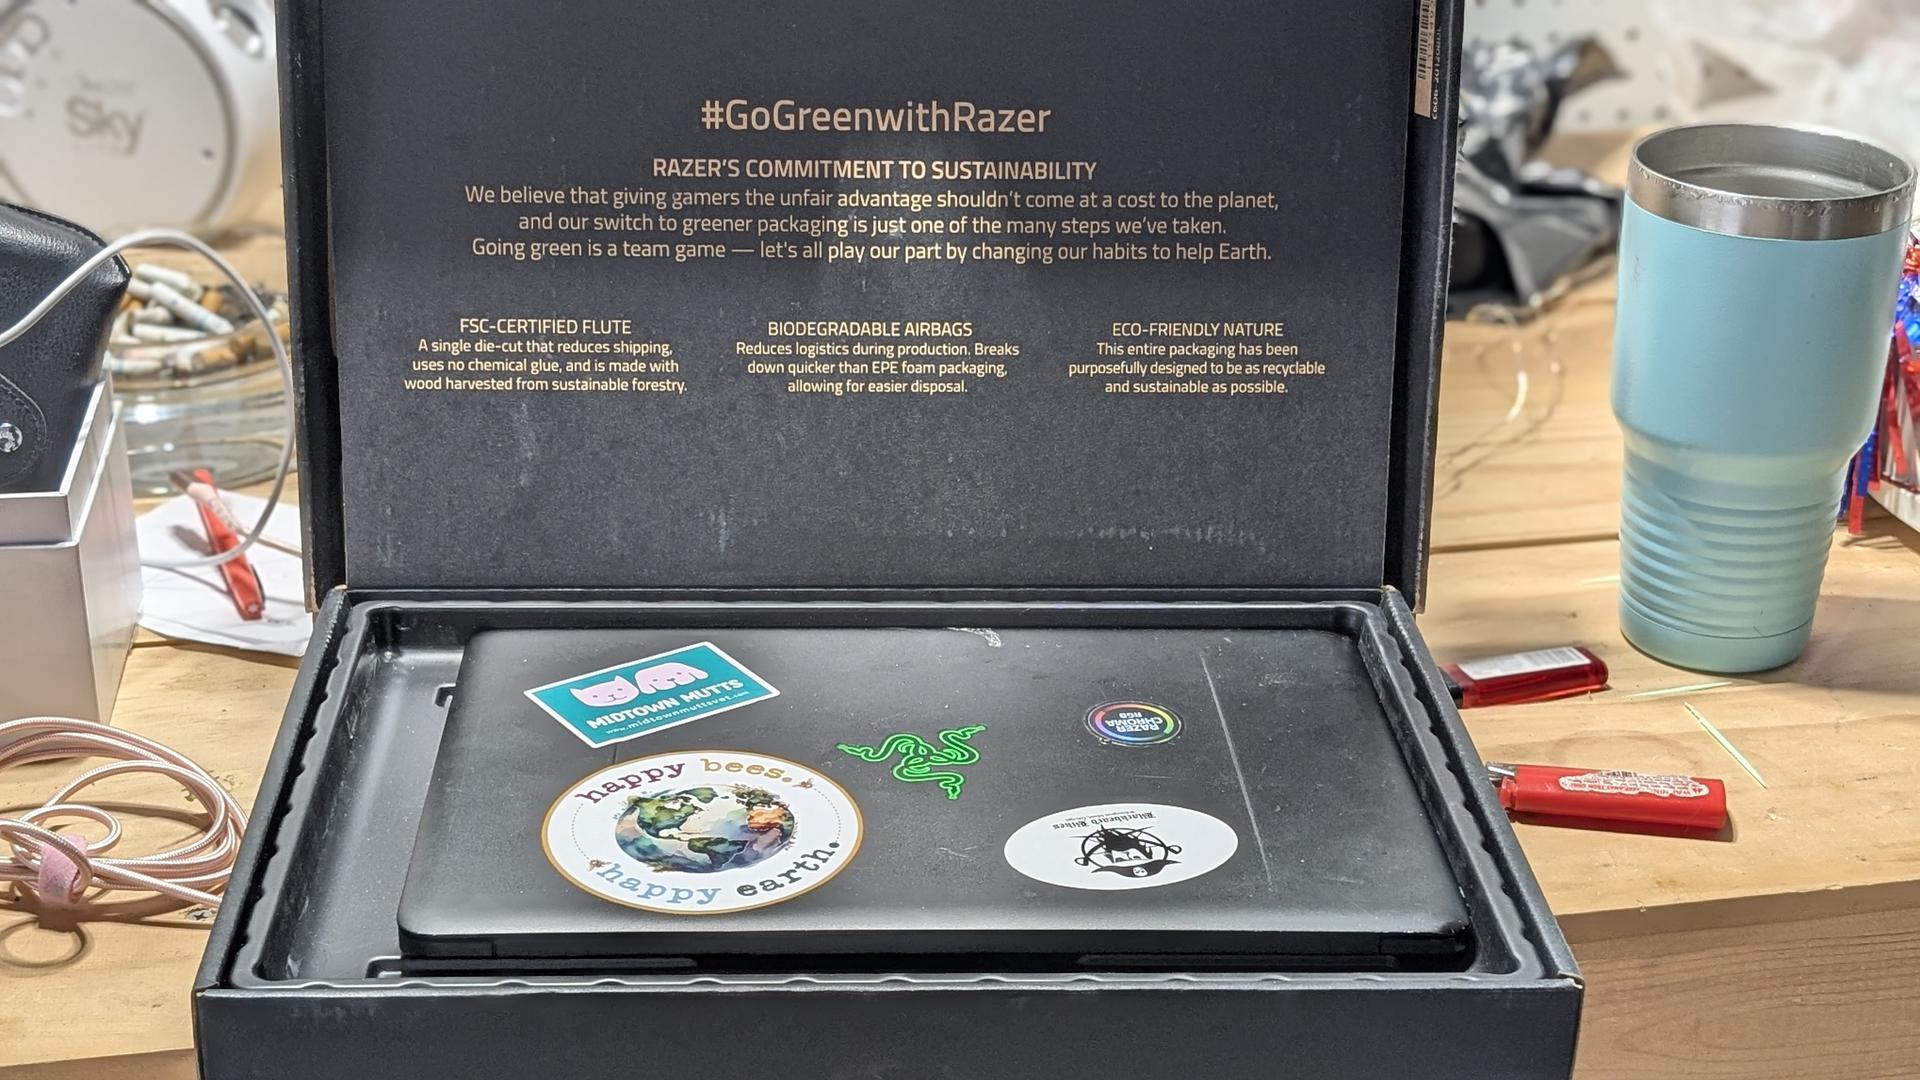 Sky
#GoGreenwithRazer
RAZER'S COMMITMENT TO SUSTAINABILITY
We believe that giving gamers the unfair advantage shouldn't come at a cost to the planet,
and our switch to greener packaging is just one of the many steps we've taken.
Going green is a team game — let's all play our part by changing our habits to help Earth.
FSC-CERTIFIED FLUTE
A single die-cut that reduces shipping,
uses no chemical glue, and is made with
wood harvested from sustainable forestry.
BIODEGRADABLE AIRBAGS
Reduces logistics during production. Breaks
down quicker than EPE foam packaging,
allowing for easier disposal.
ECO-FRIENDLY NATURE
This entire packaging has been
purposefully designed to be as recyclable
and sustainable as possible.
MIDTOWN MUTTS
www.midtownmuttsvet.com
happy bees.
happy earth.
RAZER
CHROMA
RGB
Blackbeard Bikes